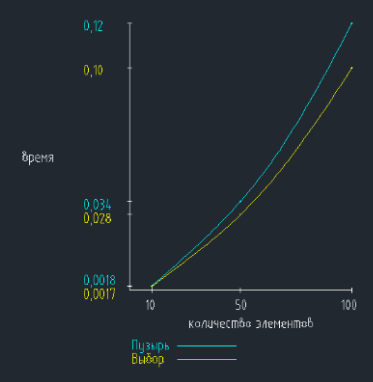 0,12
0,10
время
0,034
0,028
0,0018
0,0017
10 50 100
количество элементов
Пузырь
Выбор